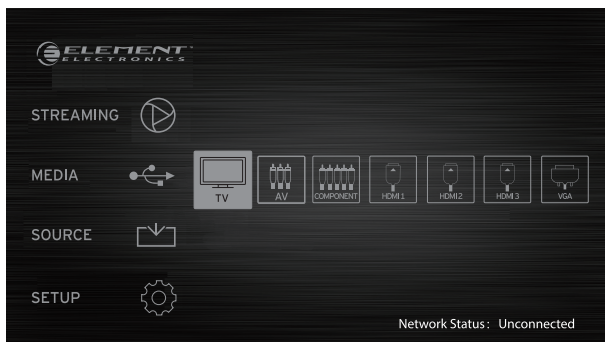 ELEMENT
ELECTRONICS
STREAMING
MEDIA
TV
AV
COMPONENT
HDMI 1
HDMI2
HDMI 3
VGA
SOURCE
SETUP
Network Status: Unconnected